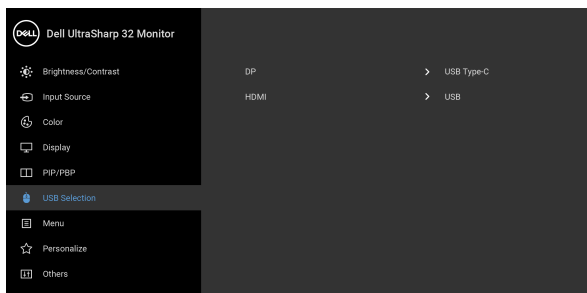 DELL Dell UltraSharp 32 Monitor
Brightness/Contrast DP USB Type-C
Input Source HDMI USB
Color
Display
PIP/PBP
USB Selection
Menu
Personalize
Others